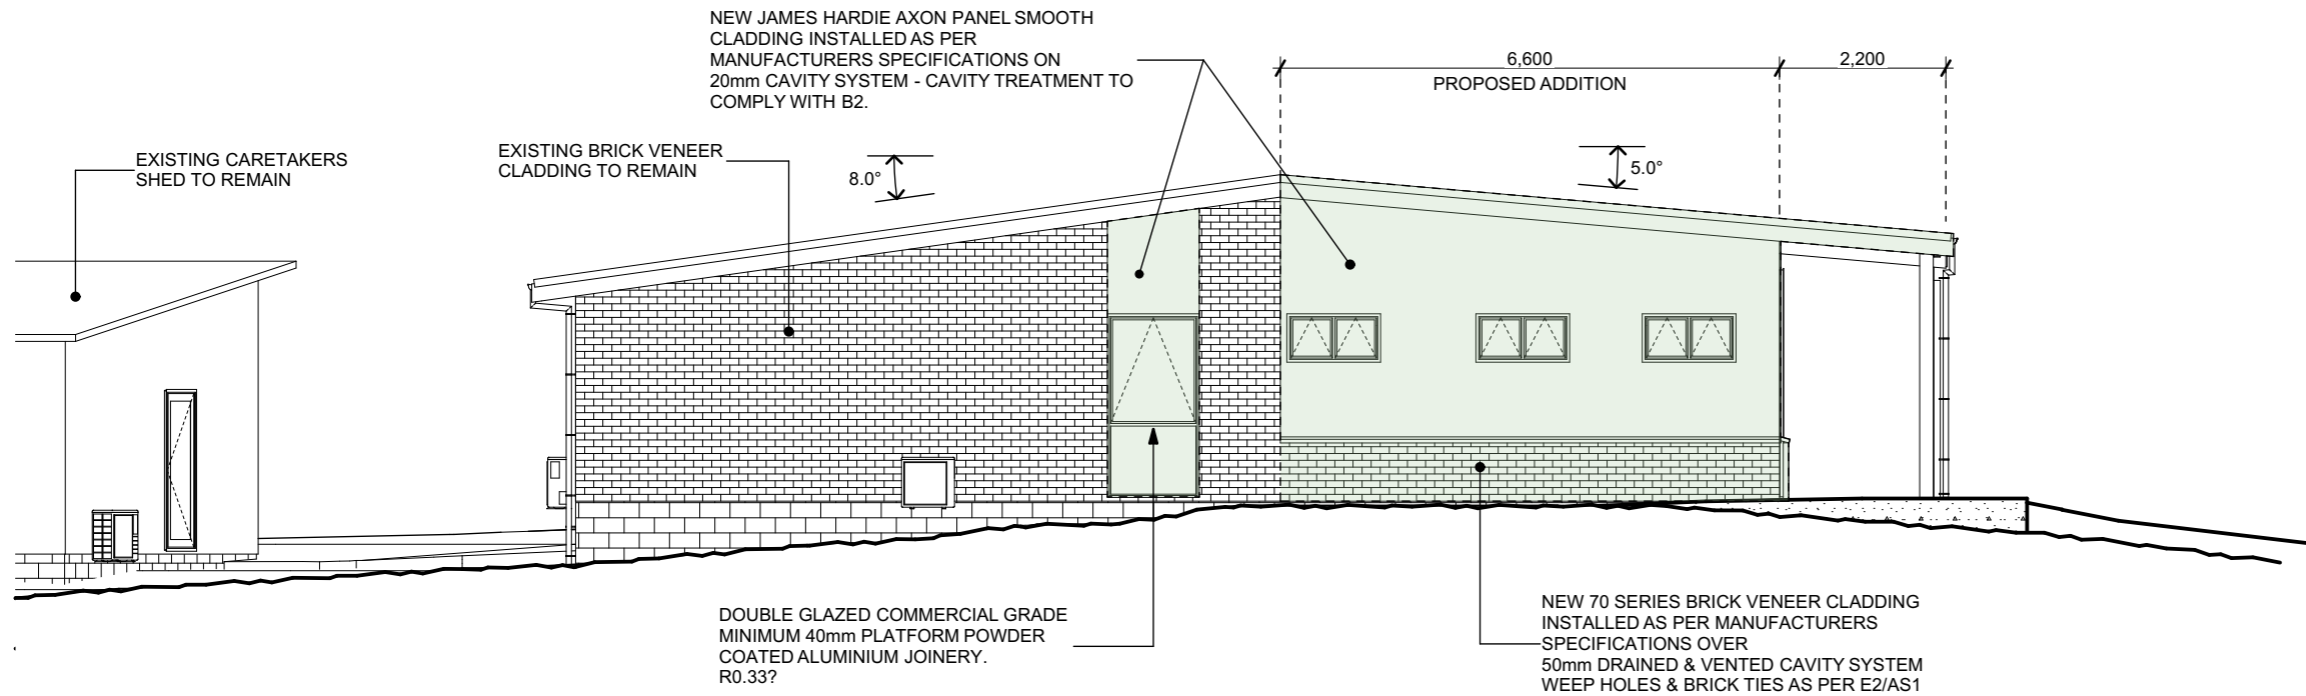 NEW JAMES HARDIE AXON PANEL SMOOTH
CLADDING INSTALLED AS PER
MANUFACTURERS SPECIFICATIONS ON
20mm CAVITY SYSTEM - CAVITY TREATMENT TO
COMPLY WITH B2.
6,600
2,200
PROPOSED ADDITION
EXISTING CARETAKERS
SHED TO REMAIN
EXISTING BRICK VENEER
CLADDING TO REMAIN
8.0°
5.0°
DOUBLE GLAZED COMMERCIAL GRADE
MINIMUM 40mm PLATFORM POWDER
COATED ALUMINIUM JOINERY.
R0.33?
NEW 70 SERIES BRICK VENEER CLADDING
INSTALLED AS PER MANUFACTURERS
SPECIFICATIONS OVER
50mm DRAINED & VENTED CAVITY SYSTEM
WEEP HOLES & BRICK TIES AS PER E2/AS1